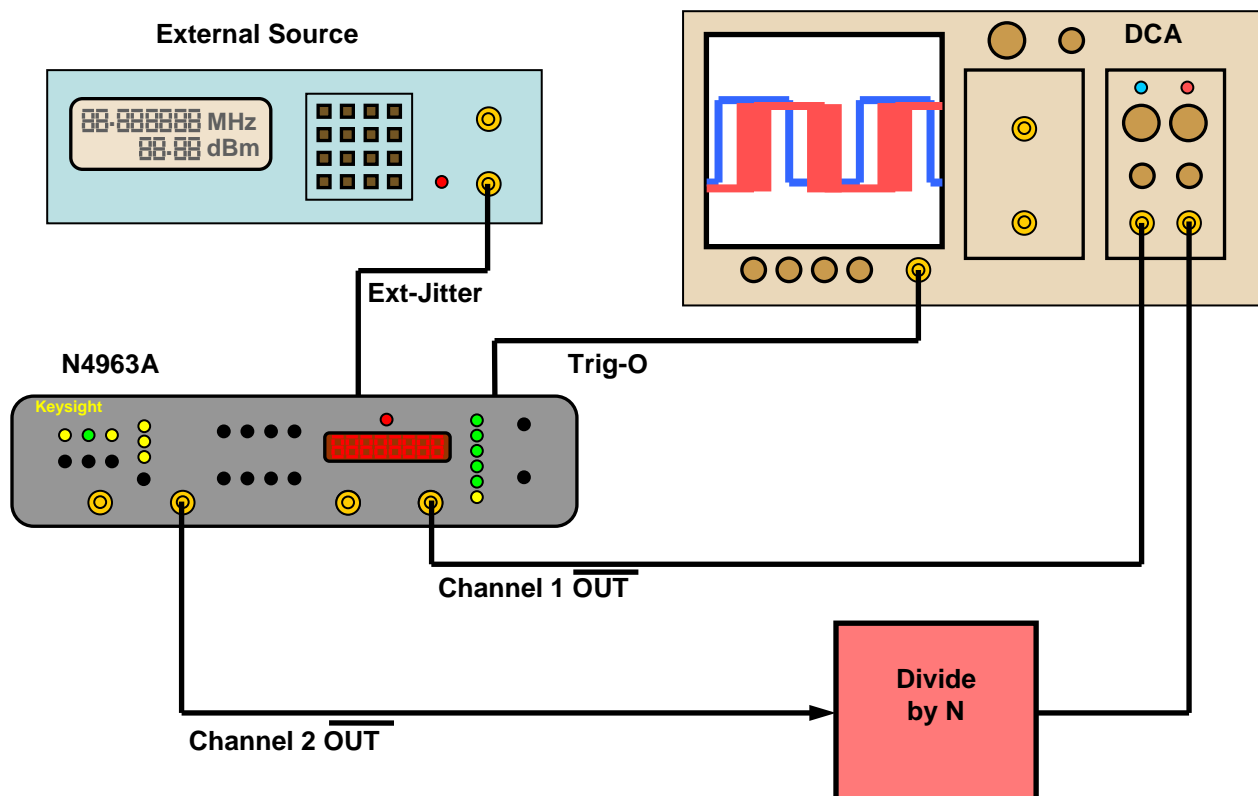 External Source
DCA
88.888888 MHz
88.88 dBm
Ext-Jitter
N4963A
Trig-O
Keysight
Channel 1 OUT
Divide
by N
Channel 2 OUT